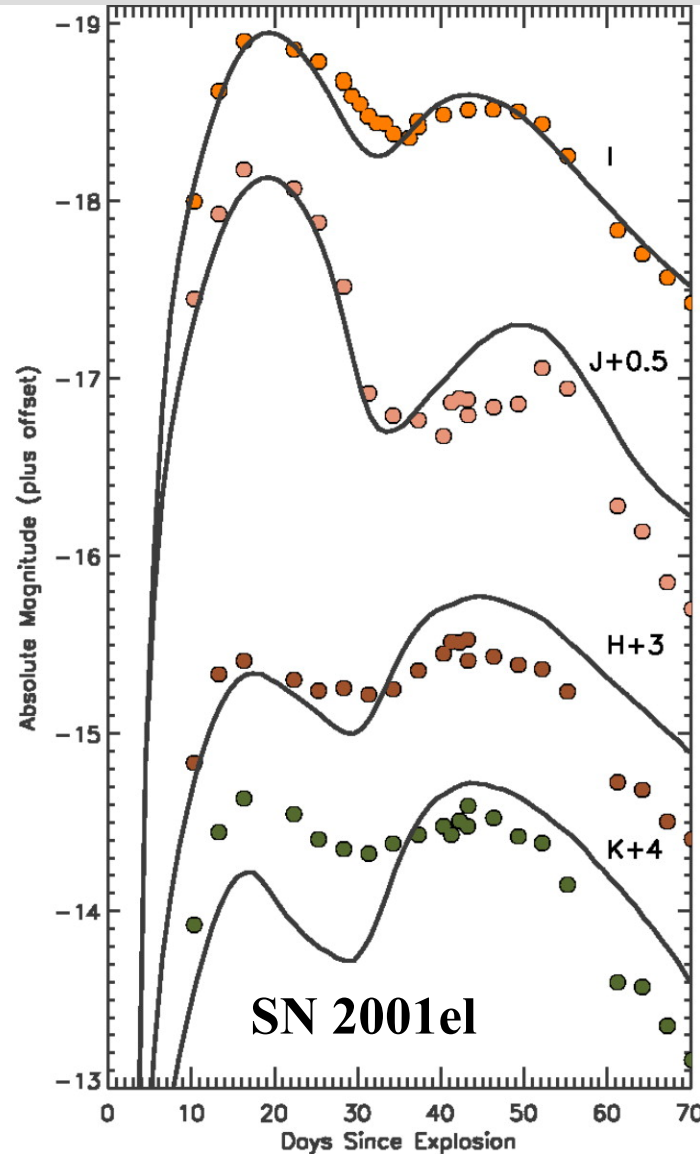 -19
-18
-17
-16
-15
-14
-13
Absolute Magnitude (plus offset)
I
J+0.5
H+3
K+4
SN 2001el
0 10 20 30 40 50 60 70
Days Since Explosion